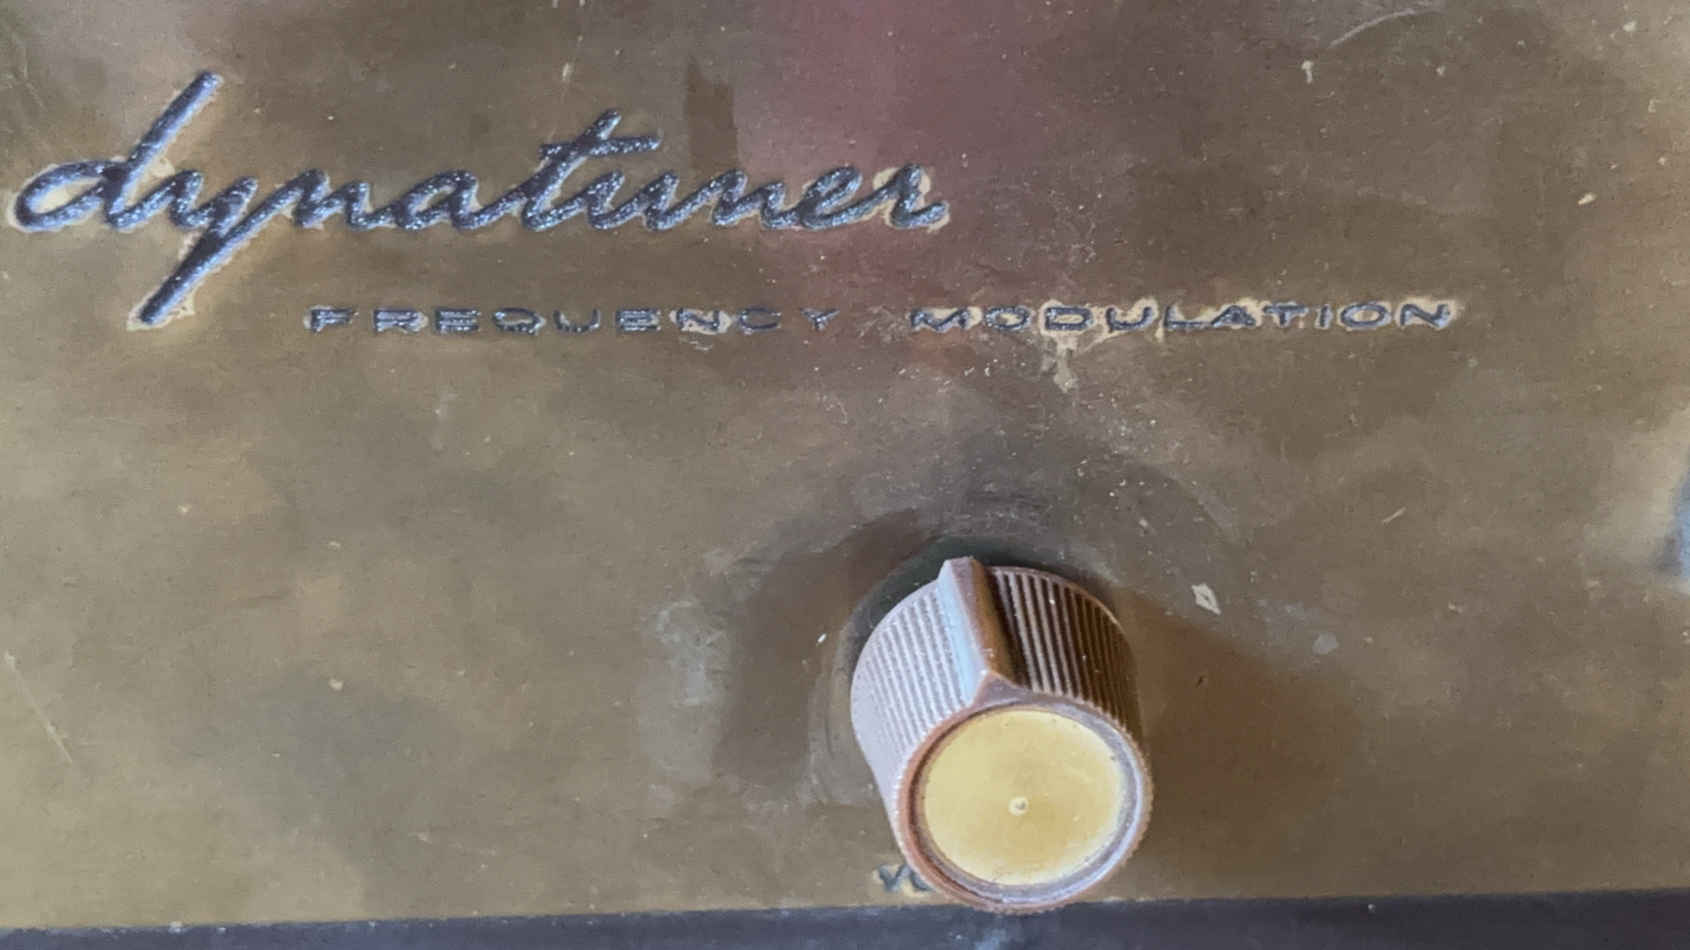 dynatuner
FREQUENCY MODULATION